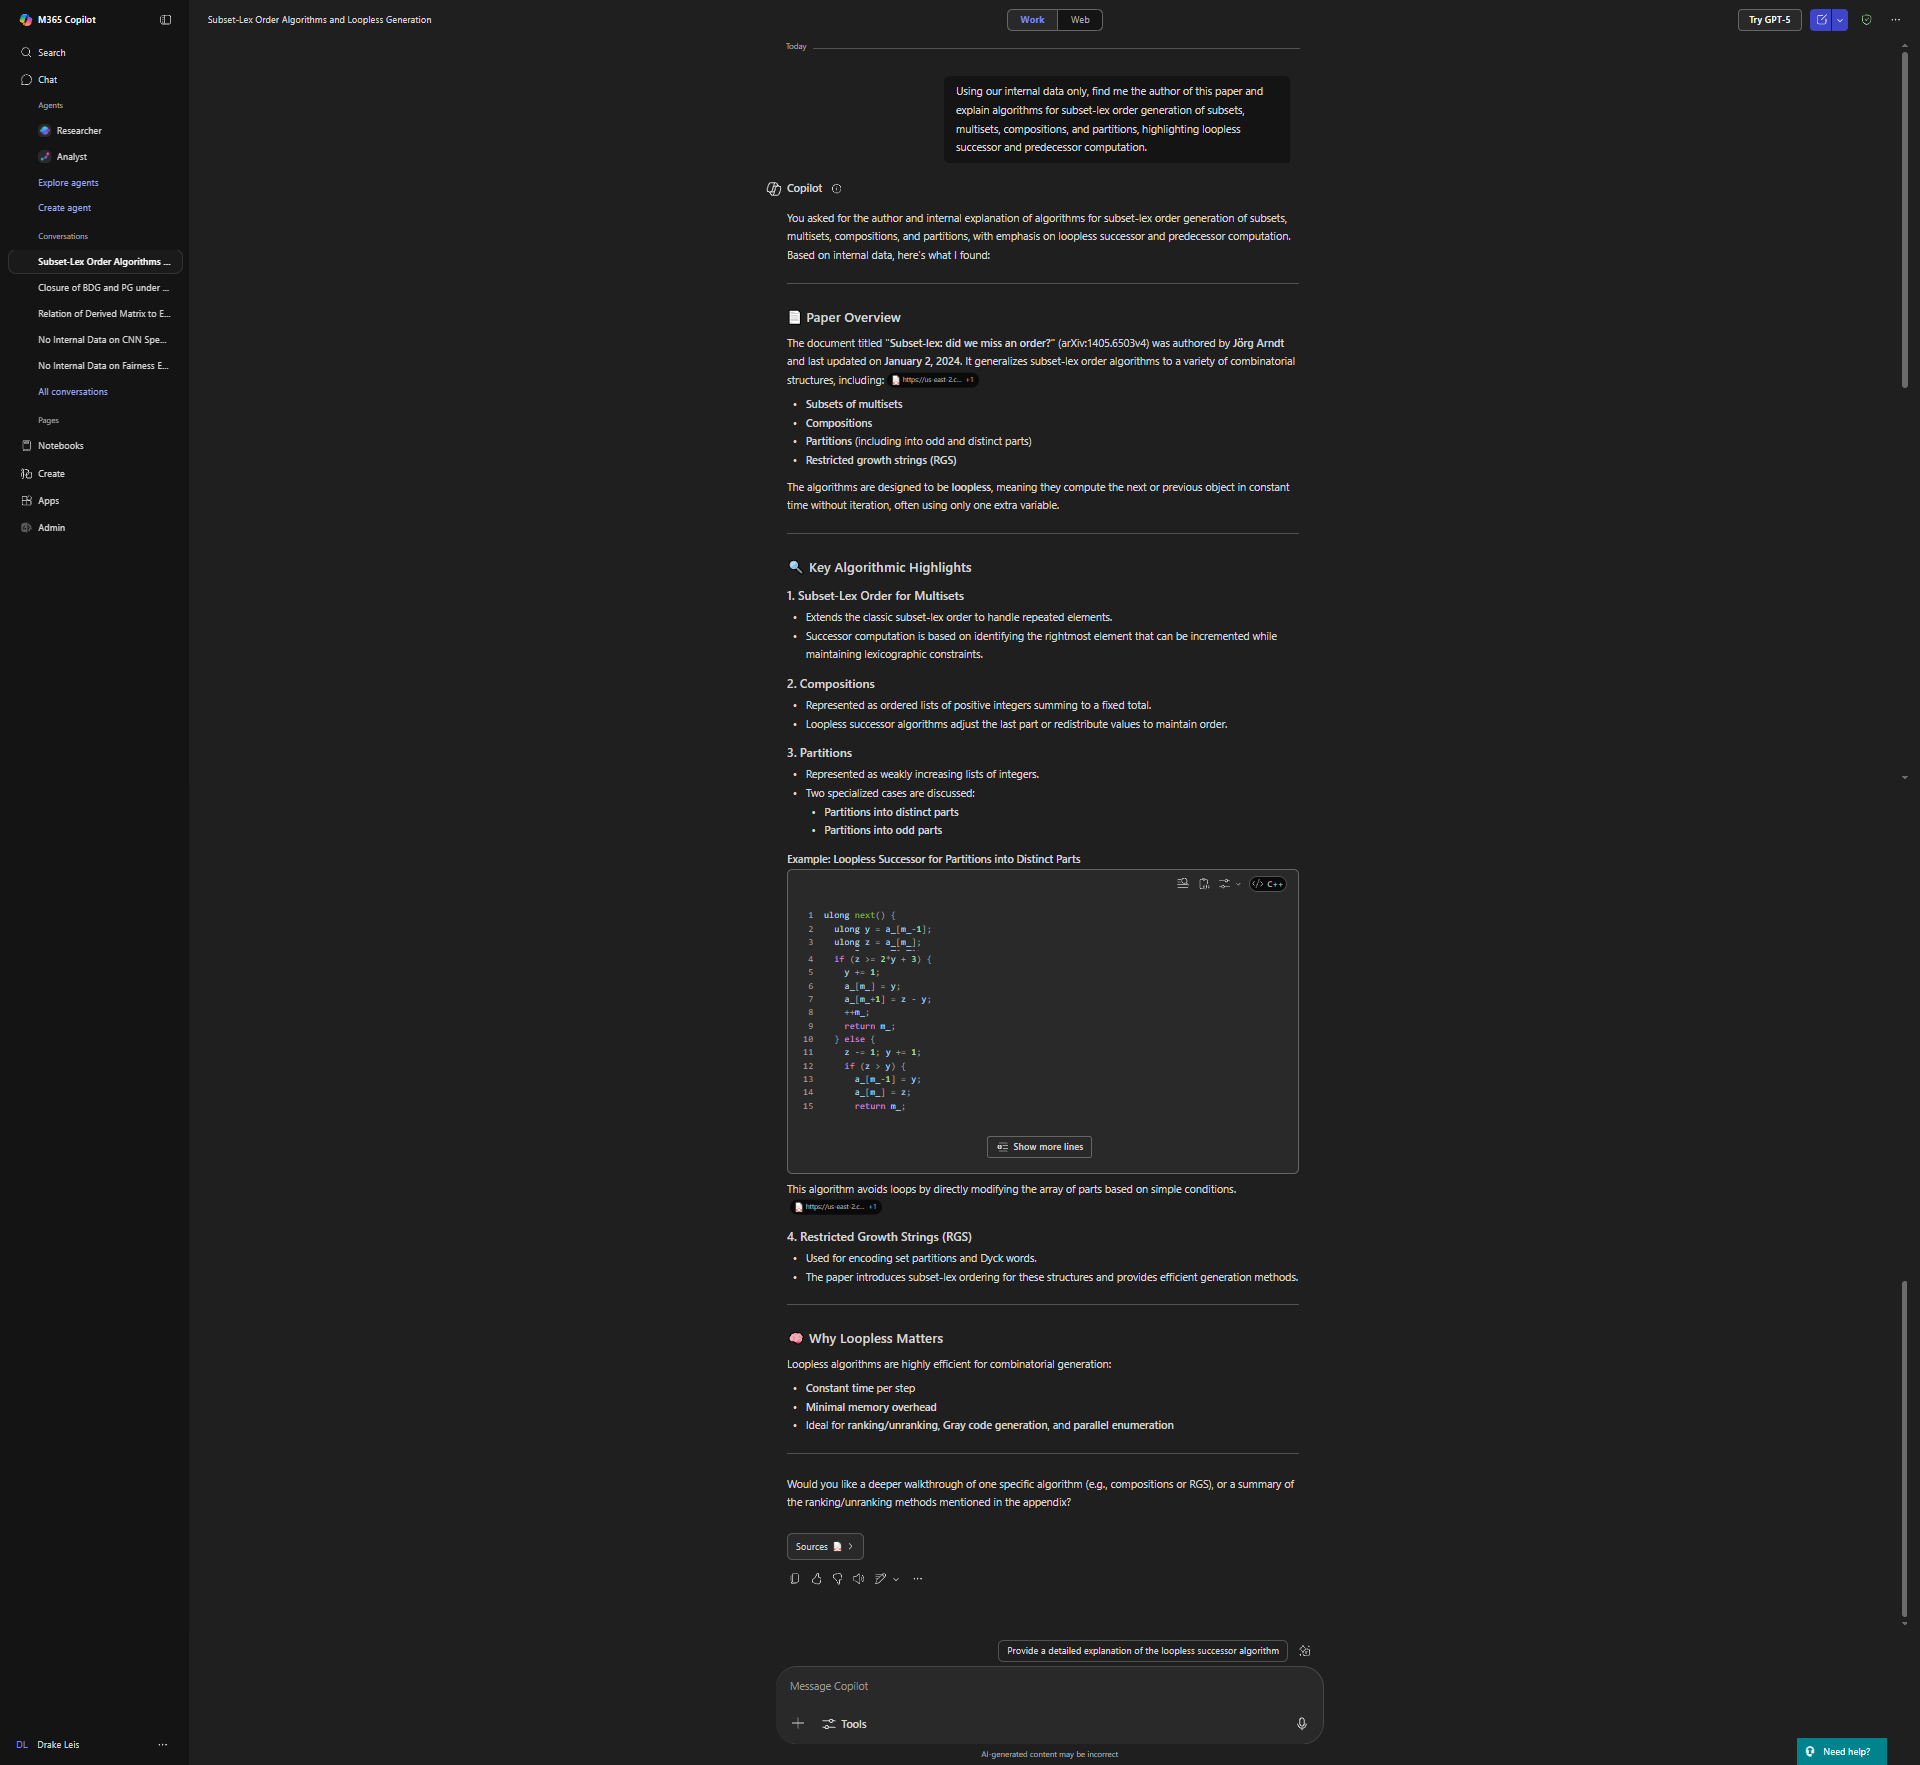 M365 Copilot
Search
Chat
Agents
Researcher
Analyst
Explore agents
Create agent
Conversations
Subset-Lex Order Algorithms ...
Closure of BDG and PG under ...
Relation of Derived Matrix to E...
No Internal Data on CNN Spe...
No Internal Data on Fairness E...
All conversations
Pages
Notebooks
Create
Apps
Admin
DL Drake Leis
Subset-Lex Order Algorithms and Loopless Generation
Work Web
Try GPT-5
Today
Using our internal data only, find me the author of this paper and
explain algorithms for subset-lex order generation of subsets,
multisets, compositions, and partitions, highlighting loopless
successor and predecessor computation.
Copilot
You asked for the author and internal explanation of algorithms for subset-lex order generation of subsets,
multisets, compositions, and partitions, with emphasis on loopless successor and predecessor computation.
Based on internal data, here's what I found:
Paper Overview
The document titled "Subset-lex: did we miss an order?" (arXiv:1405.6503v4) was authored by Jörg Arndt
and last updated on January 2, 2024. It generalizes subset-lex order algorithms to a variety of combinatorial
structures, including: https://us-east-2.c... +1
• Subsets of multisets
• Compositions
• Partitions (including into odd and distinct parts)
• Restricted growth strings (RGS)
The algorithms are designed to be loopless, meaning they compute the next or previous object in constant
time without iteration, often using only one extra variable.
Key Algorithmic Highlights
1. Subset-Lex Order for Multisets
• Extends the classic subset-lex order to handle repeated elements.
• Successor computation is based on identifying the rightmost element that can be incremented while
maintaining lexicographic constraints.
2. Compositions
• Represented as ordered lists of positive integers summing to a fixed total.
• Loopless successor algorithms adjust the last part or redistribute values to maintain order.
3. Partitions
• Represented as weakly increasing lists of integers.
• Two specialized cases are discussed:
• Partitions into distinct parts
• Partitions into odd parts
Example: Loopless Successor for Partitions into Distinct Parts
C++
1 ulong next() {
2 ulong y = a_[m_-1];
3 ulong z = a_[m_];
4 if (z >= 2*y + 3) {
5 y += 1;
6 a_[m_] = y;
7 a_[m_+1] = z - y;
8 ++m_;
9 return m_;
10 } else {
11 z -= 1; y += 1;
12 if (z > y) {
13 a_[m_-1] = y;
14 a_[m_] = z;
15 return m_;
Show more lines
This algorithm avoids loops by directly modifying the array of parts based on simple conditions.
https://us-east-2.c... +1
4. Restricted Growth Strings (RGS)
• Used for encoding set partitions and Dyck words.
• The paper introduces subset-lex ordering for these structures and provides efficient generation methods.
Why Loopless Matters
Loopless algorithms are highly efficient for combinatorial generation:
• Constant time per step
• Minimal memory overhead
• Ideal for ranking/unranking, Gray code generation, and parallel enumeration
Would you like a deeper walkthrough of one specific algorithm (e.g., compositions or RGS), or a summary of
the ranking/unranking methods mentioned in the appendix?
Sources
Provide a detailed explanation of the loopless successor algorithm
Message Copilot
Tools
AI-generated content may be incorrect
Need help?